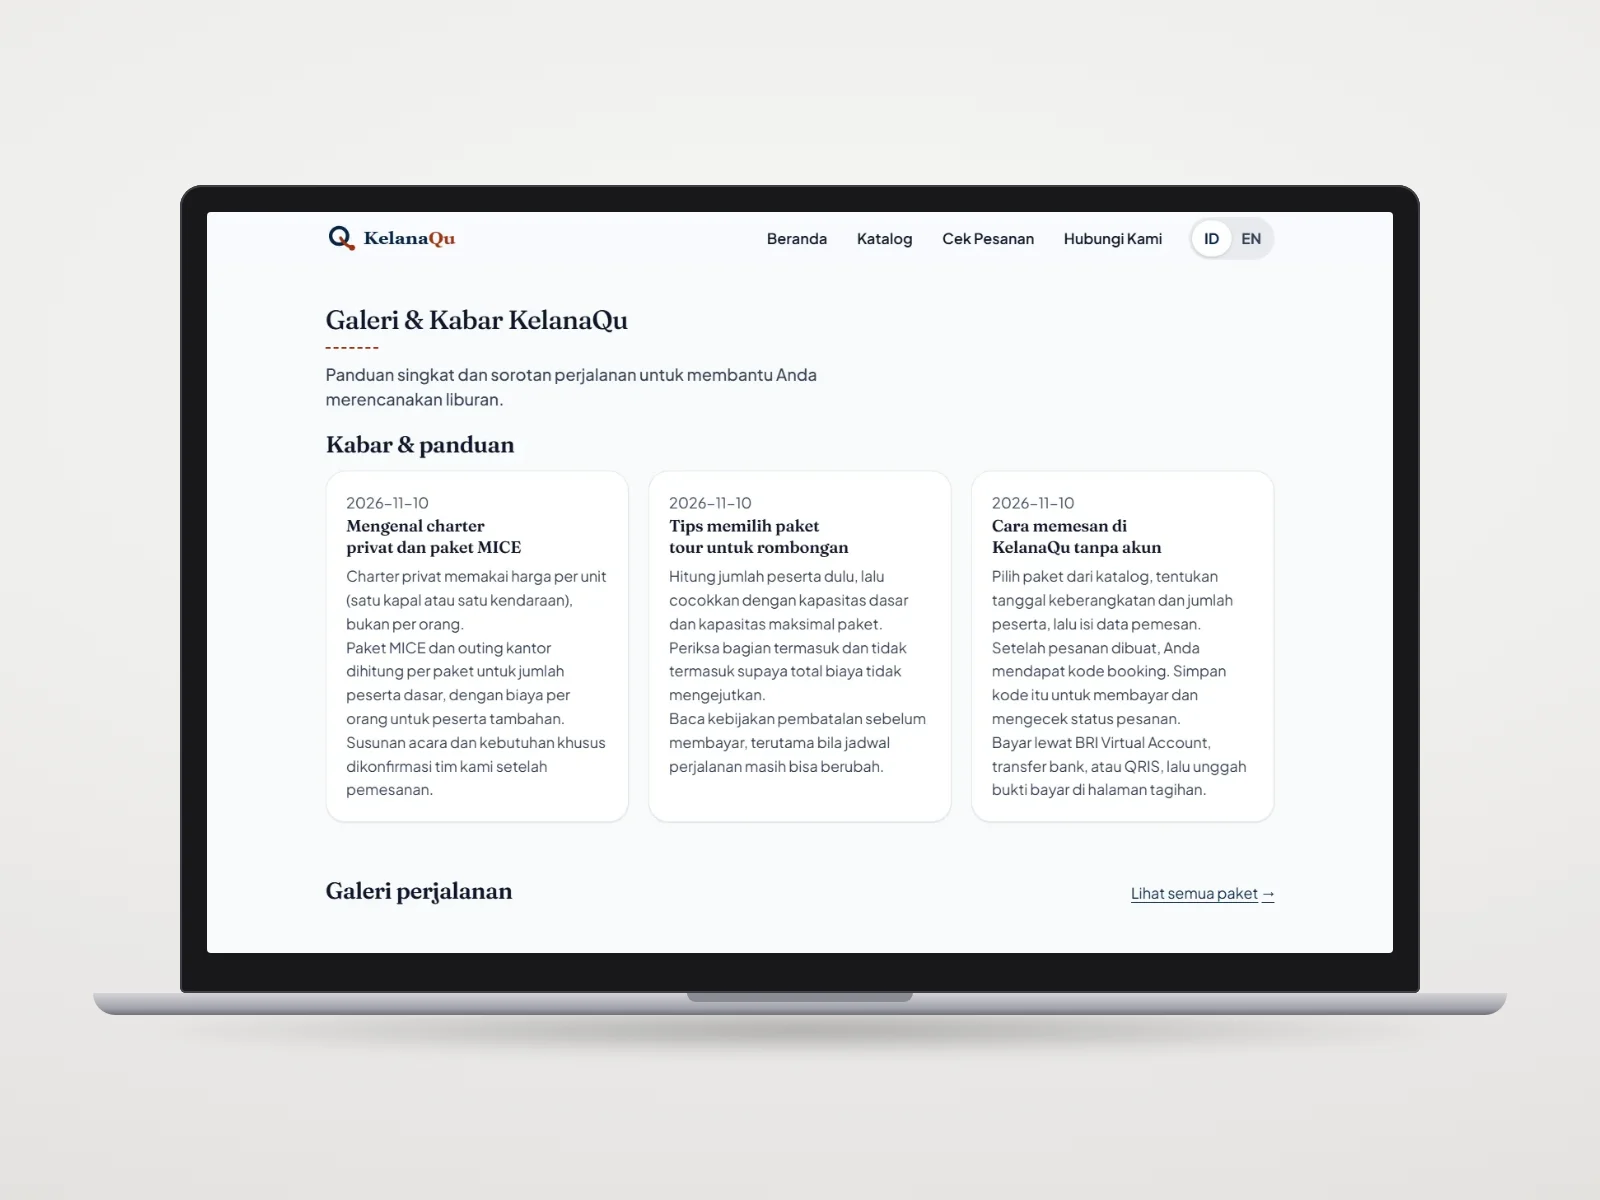 KelanaQu
Beranda
Katalog
Cek Pesanan
Hubungi Kami
ID
EN
Galeri & Kabar KelanaQu
Panduan singkat dan sorotan perjalanan untuk membantu Anda
merencanakan liburan.
Kabar & panduan
2026-11-10
Mengenal charter
privat dan paket MICE
Charter privat memakai harga per unit
(satu kapal atau satu kendaraan),
bukan per orang.
Paket MICE dan outing kantor
dihitung per paket untuk jumlah
peserta dasar, dengan biaya per
orang untuk peserta tambahan.
Susunan acara dan kebutuhan khusus
dikonfirmasi tim kami setelah
pemesanan.
2026-11-10
Tips memilih paket
tour untuk rombongan
Hitung jumlah peserta dulu, lalu
cocokkan dengan kapasitas dasar
dan kapasitas maksimal paket.
Periksa bagian termasuk dan tidak
termasuk supaya total biaya tidak
mengejutkan.
Baca kebijakan pembatalan sebelum
membayar, terutama bila jadwal
perjalanan masih bisa berubah.
2026-11-10
Cara memesan di
KelanaQu tanpa akun
Pilih paket dari katalog, tentukan
tanggal keberangkatan dan jumlah
peserta, lalu isi data pemesan.
Setelah pesanan dibuat, Anda
mendapat kode booking. Simpan
kode itu untuk membayar dan
mengecek status pesanan.
Bayar lewat BRI Virtual Account,
transfer bank, atau QRIS, lalu unggah
bukti bayar di halaman tagihan.
Galeri perjalanan
Lihat semua paket →